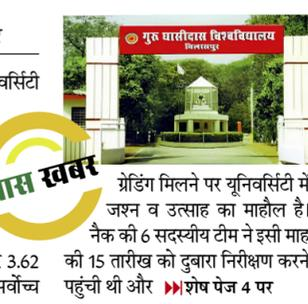 गुरु घासीदास विश्वविद्यालय
बिलासपुर
वर्सिटी
खास खबर
ग्रेडिंग मिलने पर यूनिवर्सिटी में
जश्न व उत्साह का माहौल है।
नैक की 6 सदस्यीय टीम ने इसी माह
3.62
की 15 तारीख को दुबारा निरीक्षण करने
सर्वोच्च
पहुंची थी और ▶▶शेष पेज 4 पर